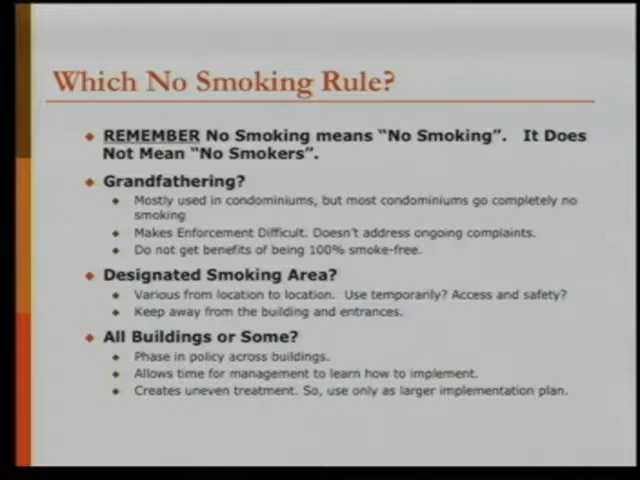 Which No Smoking Rule?
REMEMBER No Smoking means “No Smoking”. It Does
Not Mean “No Smokers”.
Grandfathering?
Mostly used in condominiums, but most condominiums go completely no
smoking
Makes Enforcement Difficult. Doesn’t address ongoing complaints.
Do not get benefits of being 100% smoke-free.
Designated Smoking Area?
Various from location to location. Use temporarily? Access and safety?
Keep away from the building and entrances.
All Buildings or Some?
Phase in policy across buildings.
Allows time for management to learn how to implement.
Creates uneven treatment. So, use only as larger implementation plan.